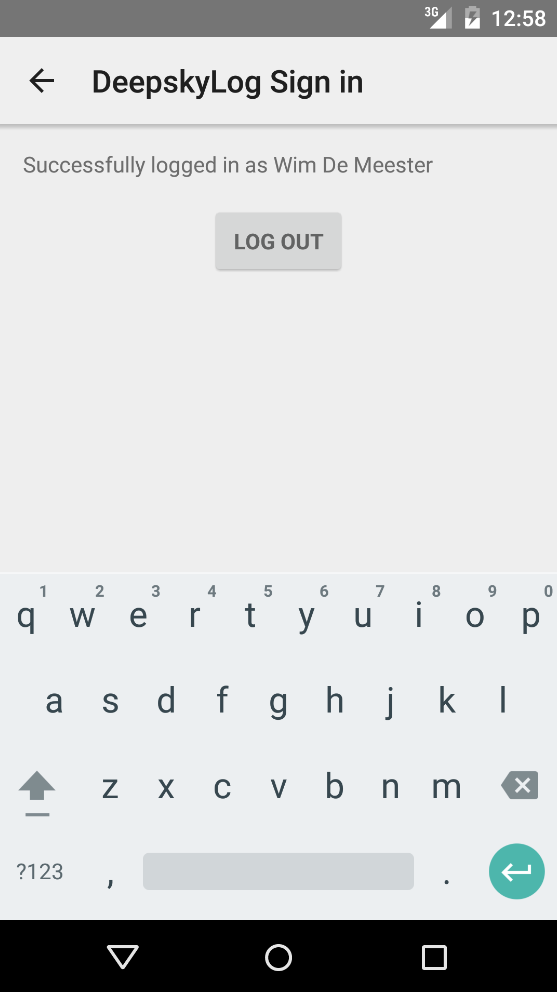 3G 12:58
DeepskyLog Sign in
Successfully logged in as Wim De Meester
LOG OUT
1 2 3 4 5 6 7 8 9 0
q w e r t y u i o p
a s d f g h j k l
z x c v b n m
?123 , .